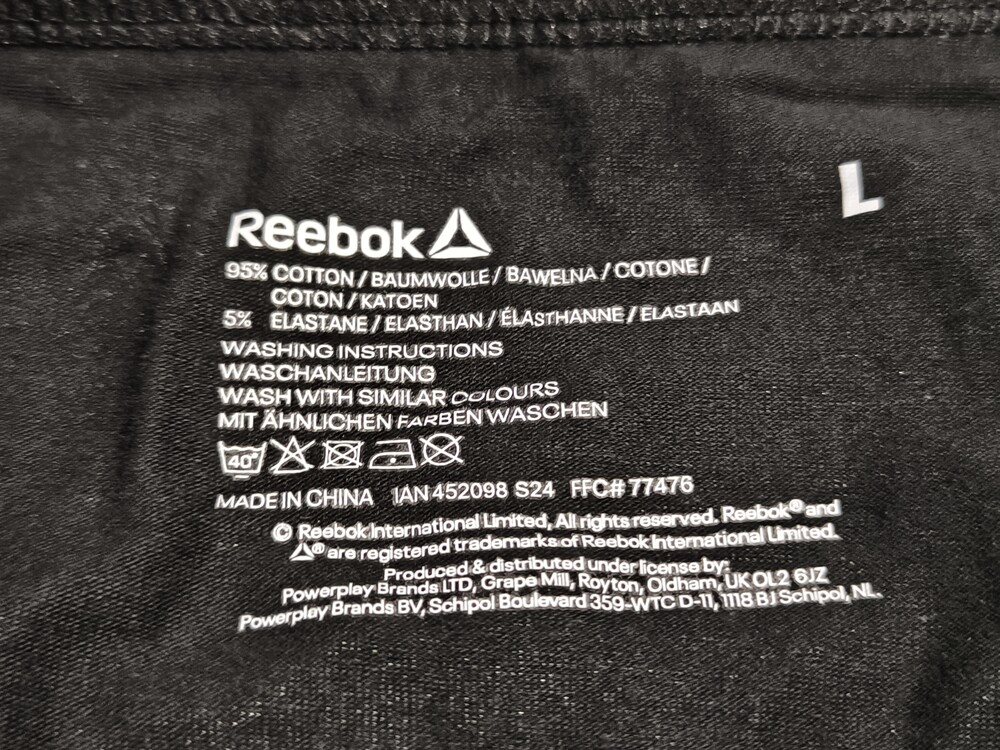 L
Reebok
95% COTTON / BAUMWOLLE / BAWEŁNA / COTONE /
COTON / KATOEN
5% ELASTANE / ELASTHAN / ÉLASTHANNE / ELASTAAN
WASHING INSTRUCTIONS
WASCHANLEITUNG
WASH WITH SIMILAR COLOURS
MIT ÄHNLICHEN FARBEN WASCHEN
40°
MADE IN CHINA IAN 452098 S24 FFC# 77476
© Reebok International Limited, All rights reserved. Reebok® and
® are registered trademarks of Reebok International Limited.
Produced & distributed under license by:
Powerplay Brands LTD, Grape Mill, Royton, Oldham, UK OL2 6JZ
Powerplay Brands BV, Schipol Boulevard 359-WTC D-11, 1118 BJ Schipol, NL.